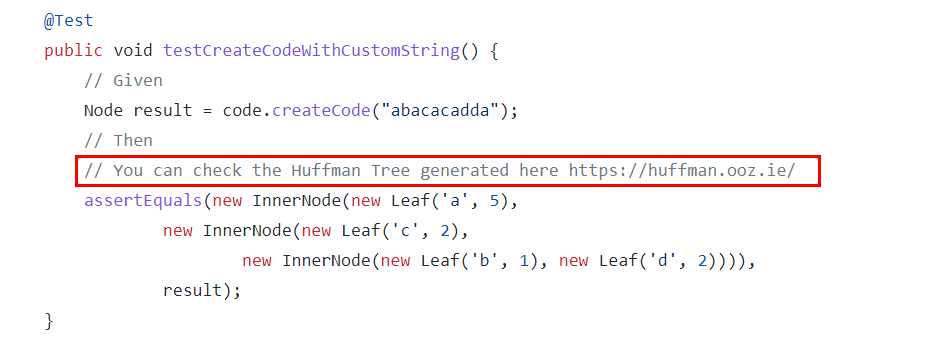 @Test
public void testCreateCodeWithCustomString() {
// Given
Node result = code.createCode("abacacadda");
// Then
// You can check the Huffman Tree generated here https://huffman.ooz.ie/
assertEquals(new InnerNode(new Leaf('a', 5),
new InnerNode(new Leaf('c', 2),
new InnerNode(new Leaf('b', 1), new Leaf('d', 2)))),
result);
}